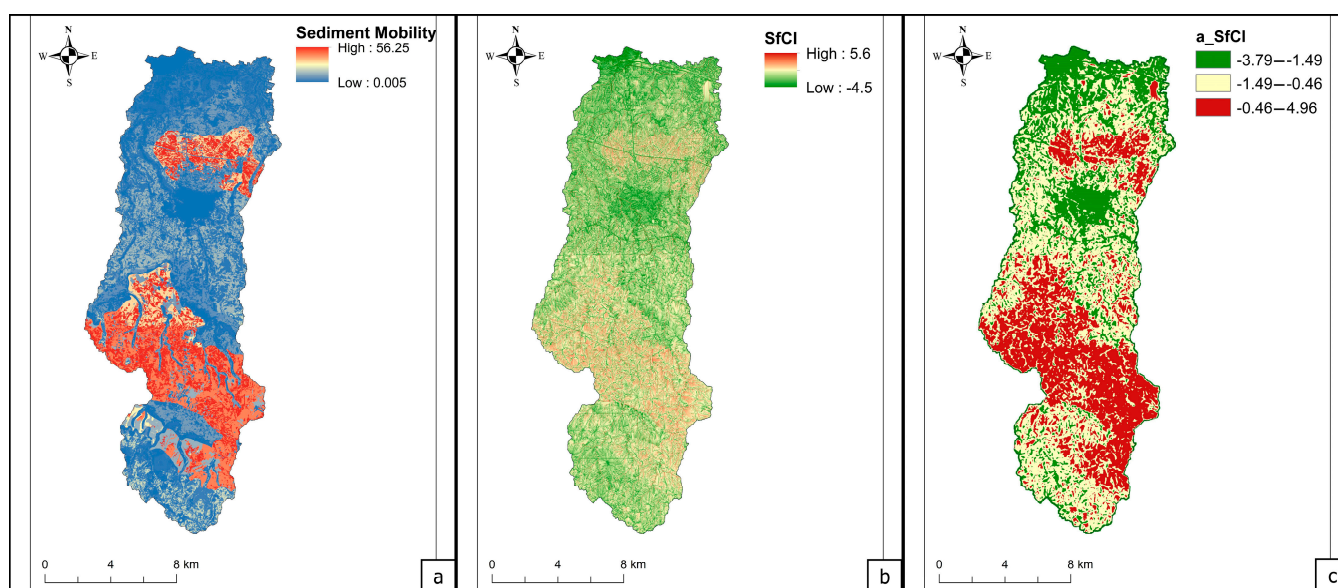 N
W E
S
Sediment Mobility
High : 56.25
Low : 0.005
0 4 8 km
a
N
W E
S
SfCI
High : 5.6
Low : -4.5
0 4 8 km
b
N
W E
S
a_SfCI
-3.79—-1.49
-1.49—-0.46
-0.46—4.96
0 4 8 km
c